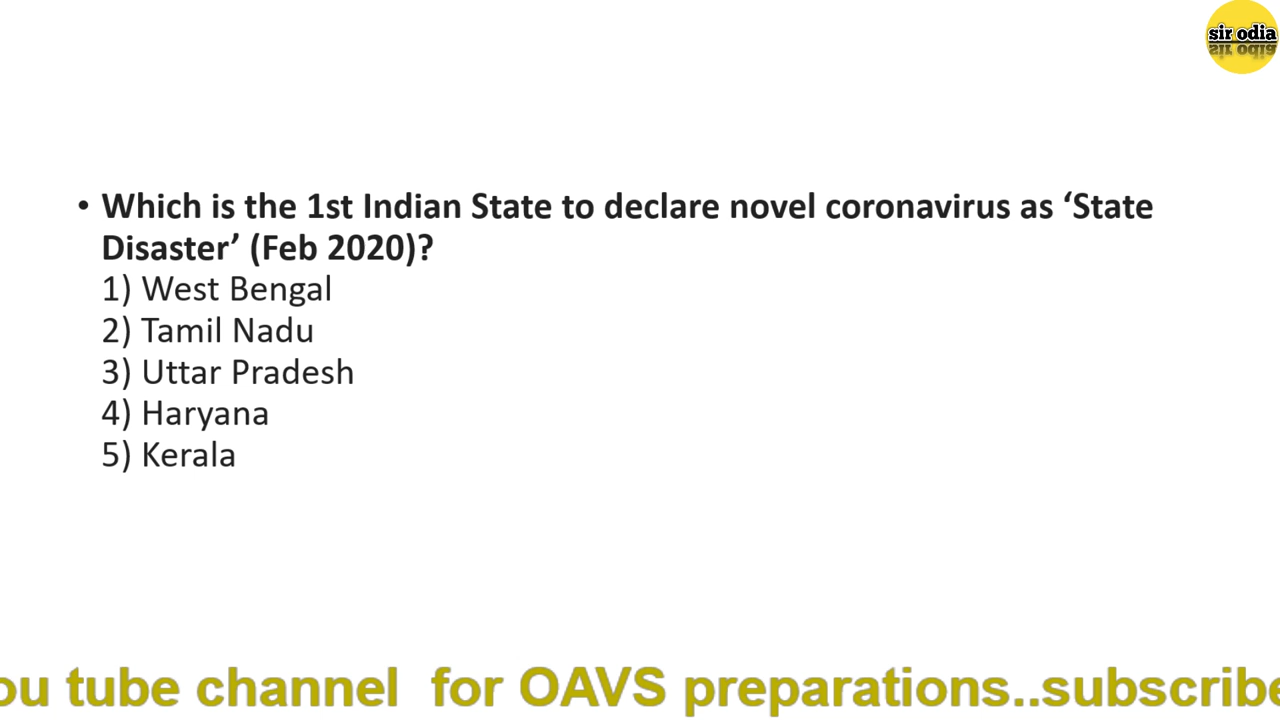 sir odia
• Which is the 1st Indian State to declare novel coronavirus as ‘State
Disaster’ (Feb 2020)?
1) West Bengal
2) Tamil Nadu
3) Uttar Pradesh
4) Haryana
5) Kerala
ou tube channel for OAVS preparations..subscribe